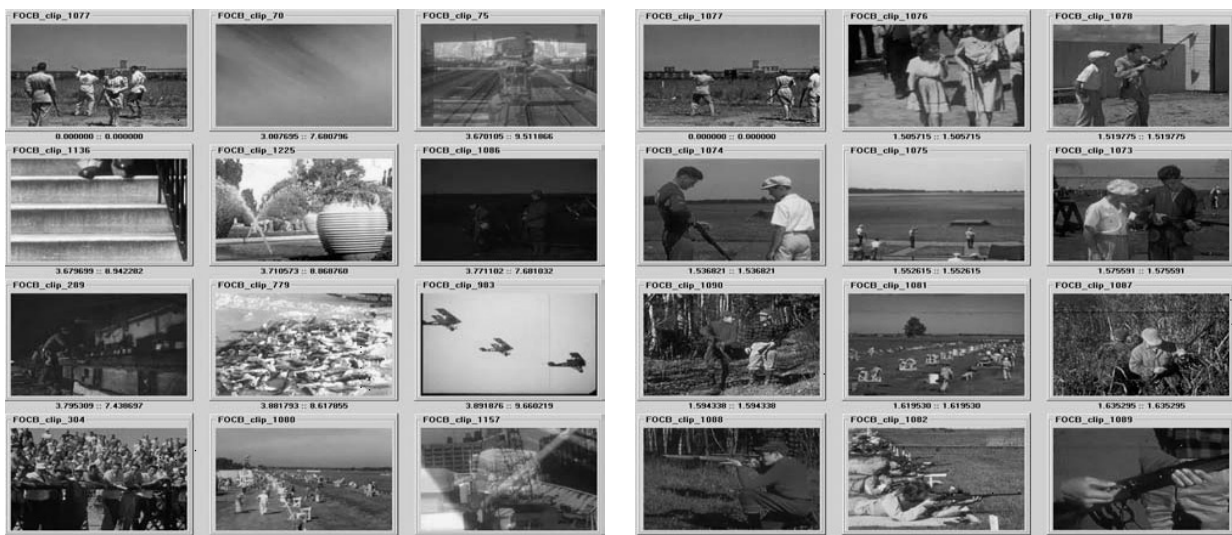 FOCB_clip_1077 FOCB_clip_70 FOCB_clip_75
0.000000 :: 0.000000 3.007695 :: 7.680796 3.670105 :: 9.511866
FOCB_clip_1136 FOCB_clip_1225 FOCB_clip_1086
3.679699 :: 8.942282 3.710573 :: 8.868760 3.771102 :: 7.681032
FOCB_clip_289 FOCB_clip_779 FOCB_clip_983
3.795309 :: 7.438697 3.881793 :: 8.617855 3.891876 :: 9.660219
FOCB_clip_304 FOCB_clip_1080 FOCB_clip_1157
FOCB_clip_1077 FOCB_clip_1076 FOCB_clip_1078
0.000000 :: 0.000000 1.505715 :: 1.505715 1.519775 :: 1.519775
FOCB_clip_1074 FOCB_clip_1075 FOCB_clip_1073
1.536821 :: 1.536821 1.552615 :: 1.552615 1.575591 :: 1.575591
FOCB_clip_1090 FOCB_clip_1081 FOCB_clip_1087
1.594338 :: 1.594338 1.619530 :: 1.619530 1.635295 :: 1.635295
FOCB_clip_1088 FOCB_clip_1082 FOCB_clip_1089